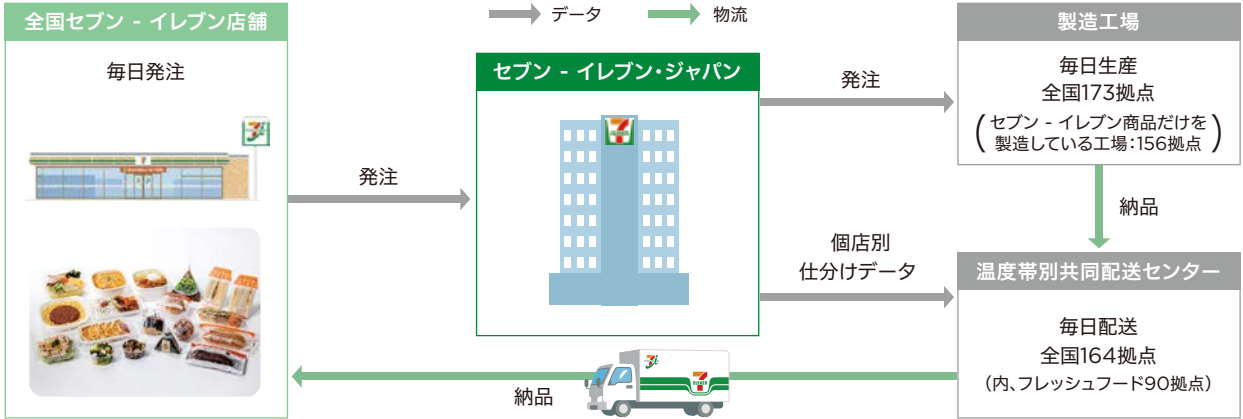 データ
物流
全国セブン - イレブン店舗
毎日発注
発注
セブン - イレブン・ジャパン
発注
個店別
仕分けデータ
製造工場
毎日生産
全国173拠点
(セブン - イレブン商品だけを
製造している工場:156拠点)
納品
温度帯別共同配送センター
毎日配送
全国164拠点
(内、フレッシュフード90拠点)
納品
ELEVEN